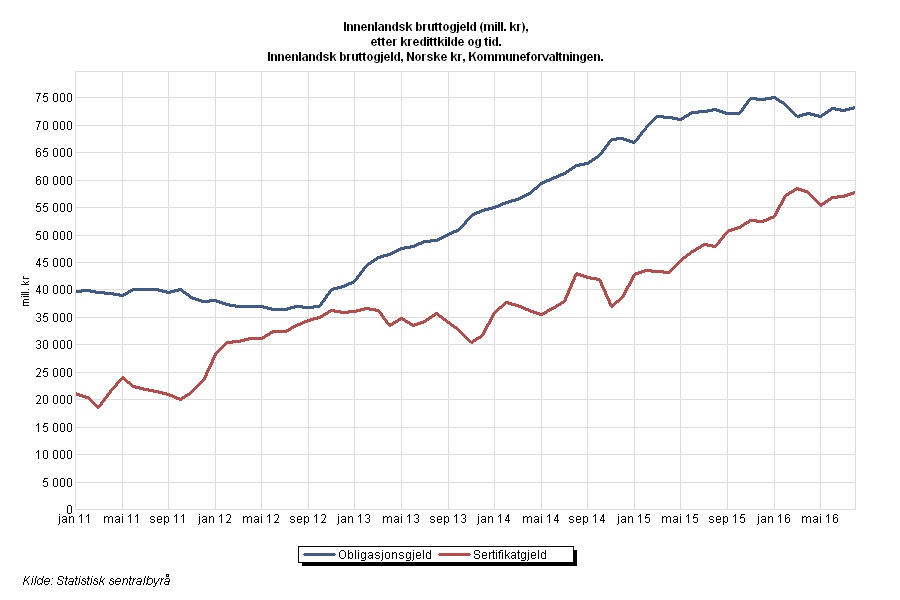 Innenlandsk bruttogjeld (mill. kr),
etter kredittkilde og tid.
Innenlandsk bruttogjeld, Norske kr, Kommuneforvaltningen.
75 000
70 000
65 000
60 000
55 000
50 000
45 000
40 000
35 000
30 000
25 000
20 000
15 000
10 000
5 000
0
mill. kr
jan 11 mai 11 sep 11 jan 12 mai 12 sep 12 jan 13 mai 13 sep 13 jan 14 mai 14 sep 14 jan 15 mai 15 sep 15 jan 16 mai 16
Obligasjonsgjeld Sertifikatgjeld
Kilde: Statistisk sentralbyrå